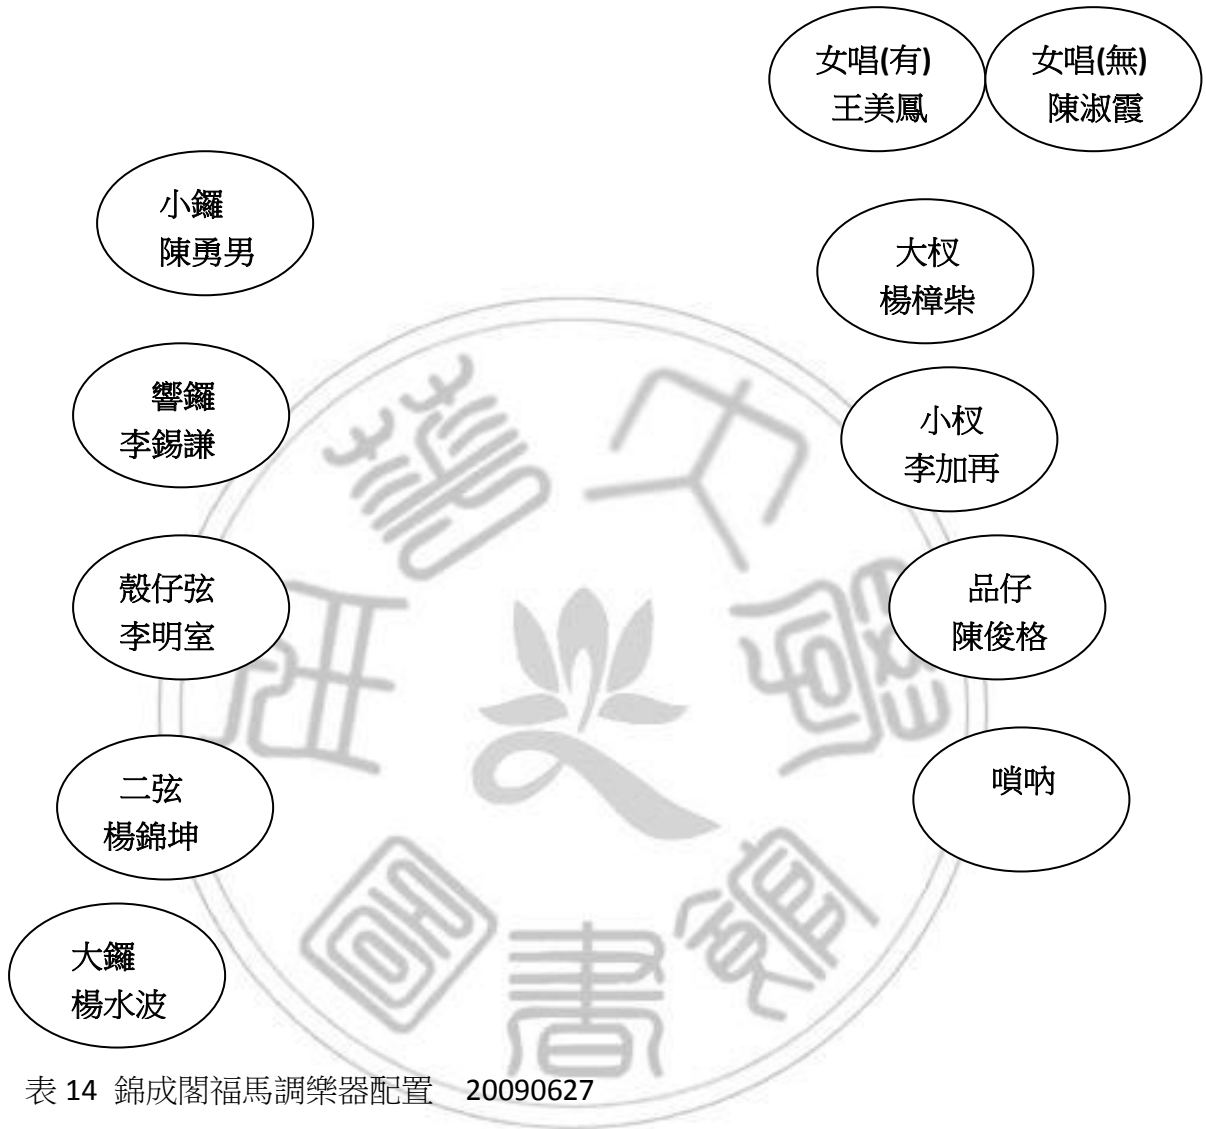 女唱(有)
王美鳳
女唱(無)
陳淑霞
小鑼
陳勇男
大杈
楊樟柴
響鑼
李錫謙
小杈
李加再
殼仔弦
李明室
品仔
陳俊格
二弦
楊錦坤
嗩吶
大鑼
楊水波
表 14 錦成閣福馬調樂器配置 20090627